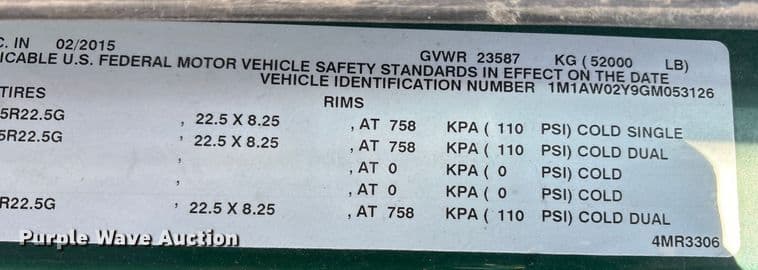 C. IN 02/2015 GVWR 23587 KG ( 52000 LB)
ICABLE U.S. FEDERAL MOTOR VEHICLE SAFETY STANDARDS IN EFFECT ON THE DATE
VEHICLE IDENTIFICATION NUMBER 1M1AW02Y9GM053126
TIRES RIMS
5R22.5G , 22.5 X 8.25 , AT 758 KPA ( 110 PSI) COLD SINGLE
5R22.5G , 22.5 X 8.25 , AT 758 KPA ( 110 PSI) COLD DUAL
, , AT 0 KPA ( 0 PSI) COLD
, , AT 0 KPA ( 0 PSI) COLD
R22.5G , 22.5 X 8.25 , AT 758 KPA ( 110 PSI) COLD DUAL
4MR3306
Purple Wave Auction